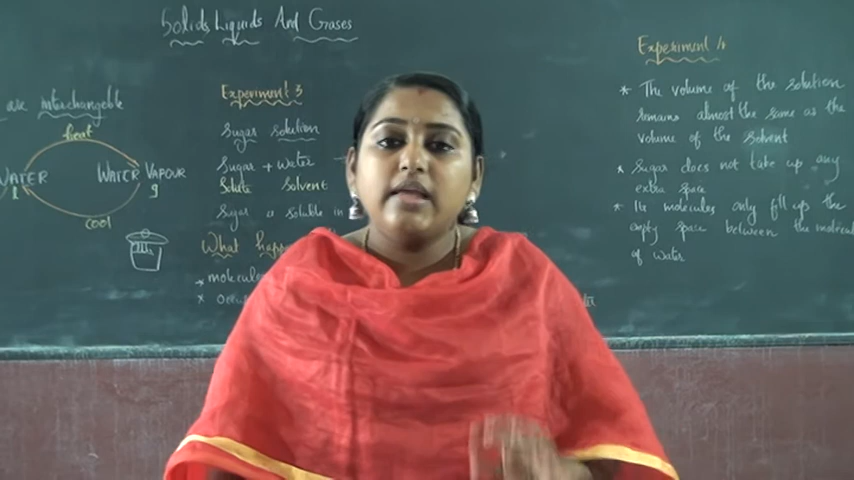 Solids Liquids And Gases
are interchangeble
heat
WATER
WATER VAPOUR
l
g
cool
Experiment 3
Sugar solution
Sugar + water
Solute Solvent
Sugar is soluble in
What
*
*
Experiment 4
* The volume of the solution
remains almost the same as the
volume of the solvent
* Sugar does not take up any
extra space
* Its molecules only fill up the
empty space between the molecul
of water